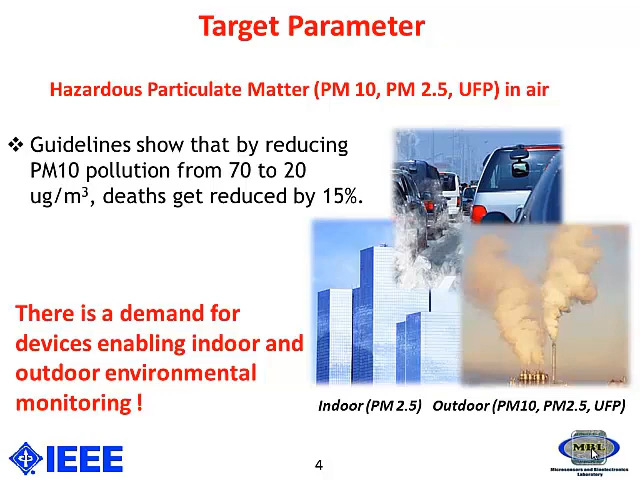 Target Parameter
Hazardous Particulate Matter (PM 10, PM 2.5, UFP) in air
❖ Guidelines show that by reducing
PM10 pollution from 70 to 20
ug/m³, deaths get reduced by 15%.
There is a demand for
devices enabling indoor and
outdoor environmental
monitoring !
Indoor (PM 2.5) Outdoor (PM10, PM2.5, UFP)
IEEE
4
MBL
Microsensors and Bioelectronics
Laboratory